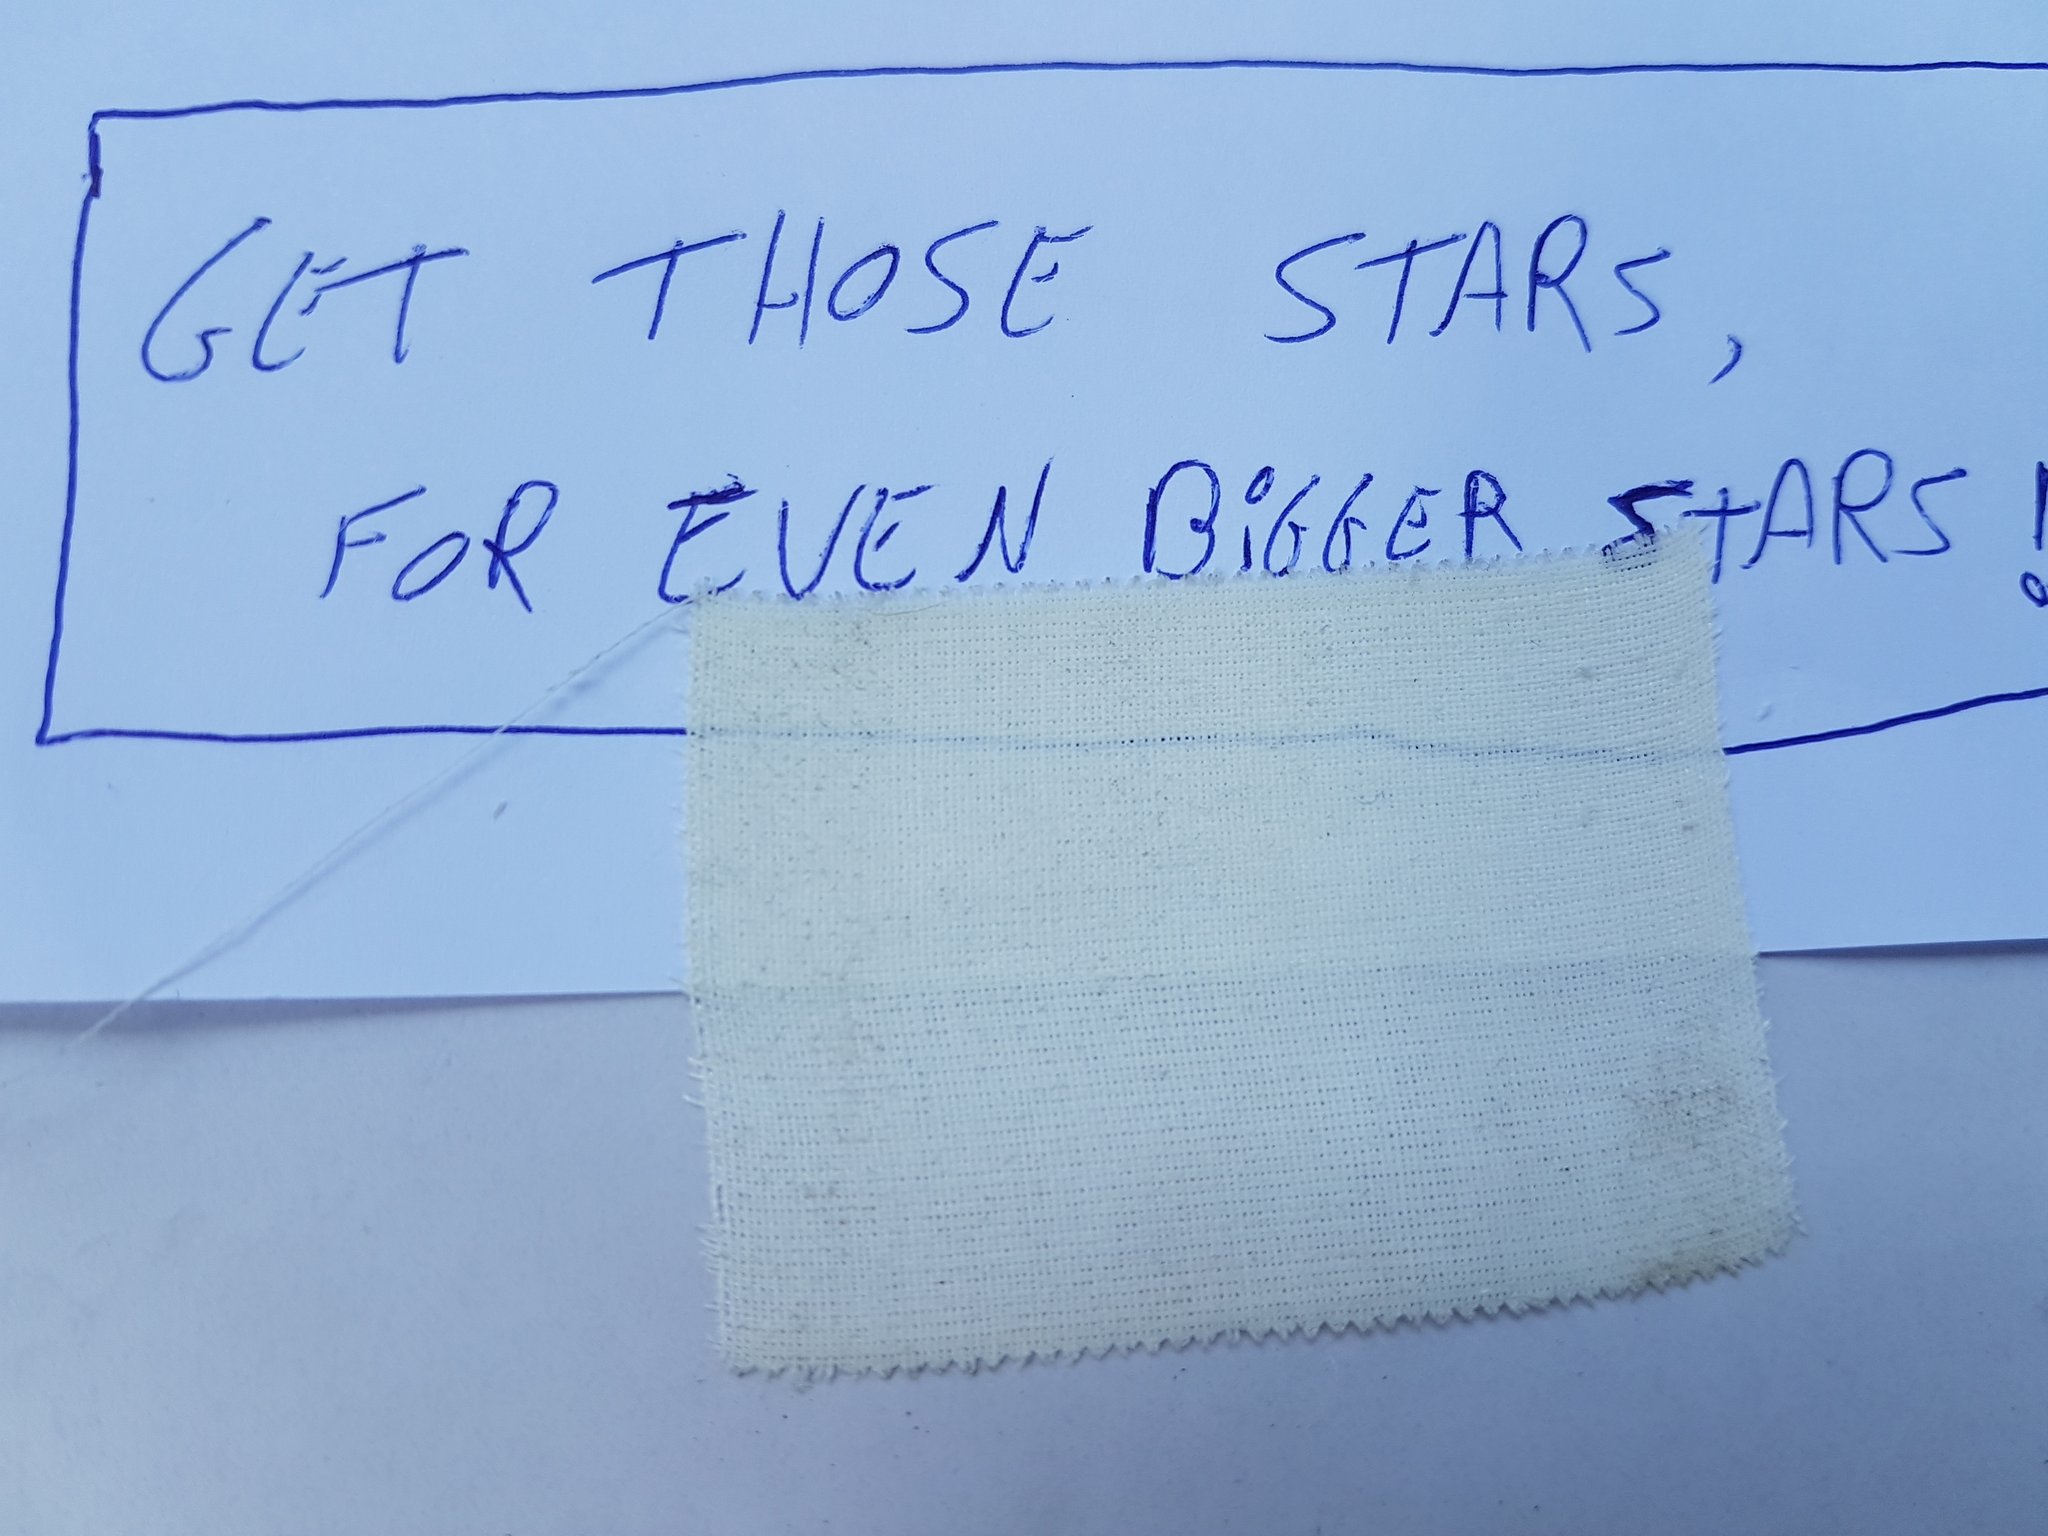 GET THOSE STARS,
FOR EVEN BiGGER STARS!